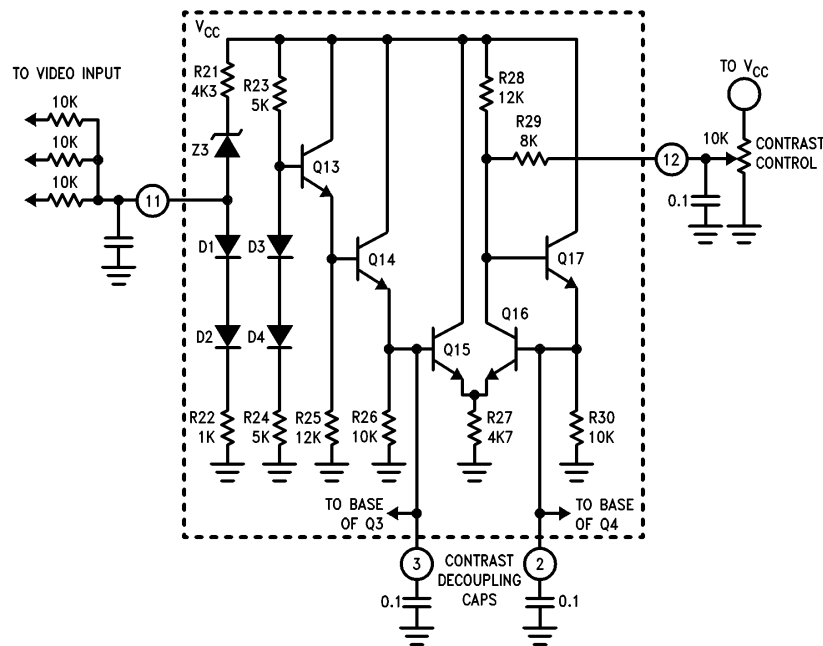 V_CC
TO VIDEO INPUT
10K
10K
10K
11
R21
4K3
Z3
D1
D2
R22
1K
R23
5K
D3
D4
R24
5K
Q13
R25
12K
Q14
R26
10K
Q15
Q16
R27
4K7
R28
12K
R29
8K
Q17
R30
10K
12
TO V_CC
10K
CONTRAST
CONTROL
0.1
TO BASE
OF Q3
TO BASE
OF Q4
3
CONTRAST
DECOUPLING
CAPS
2
0.1
0.1